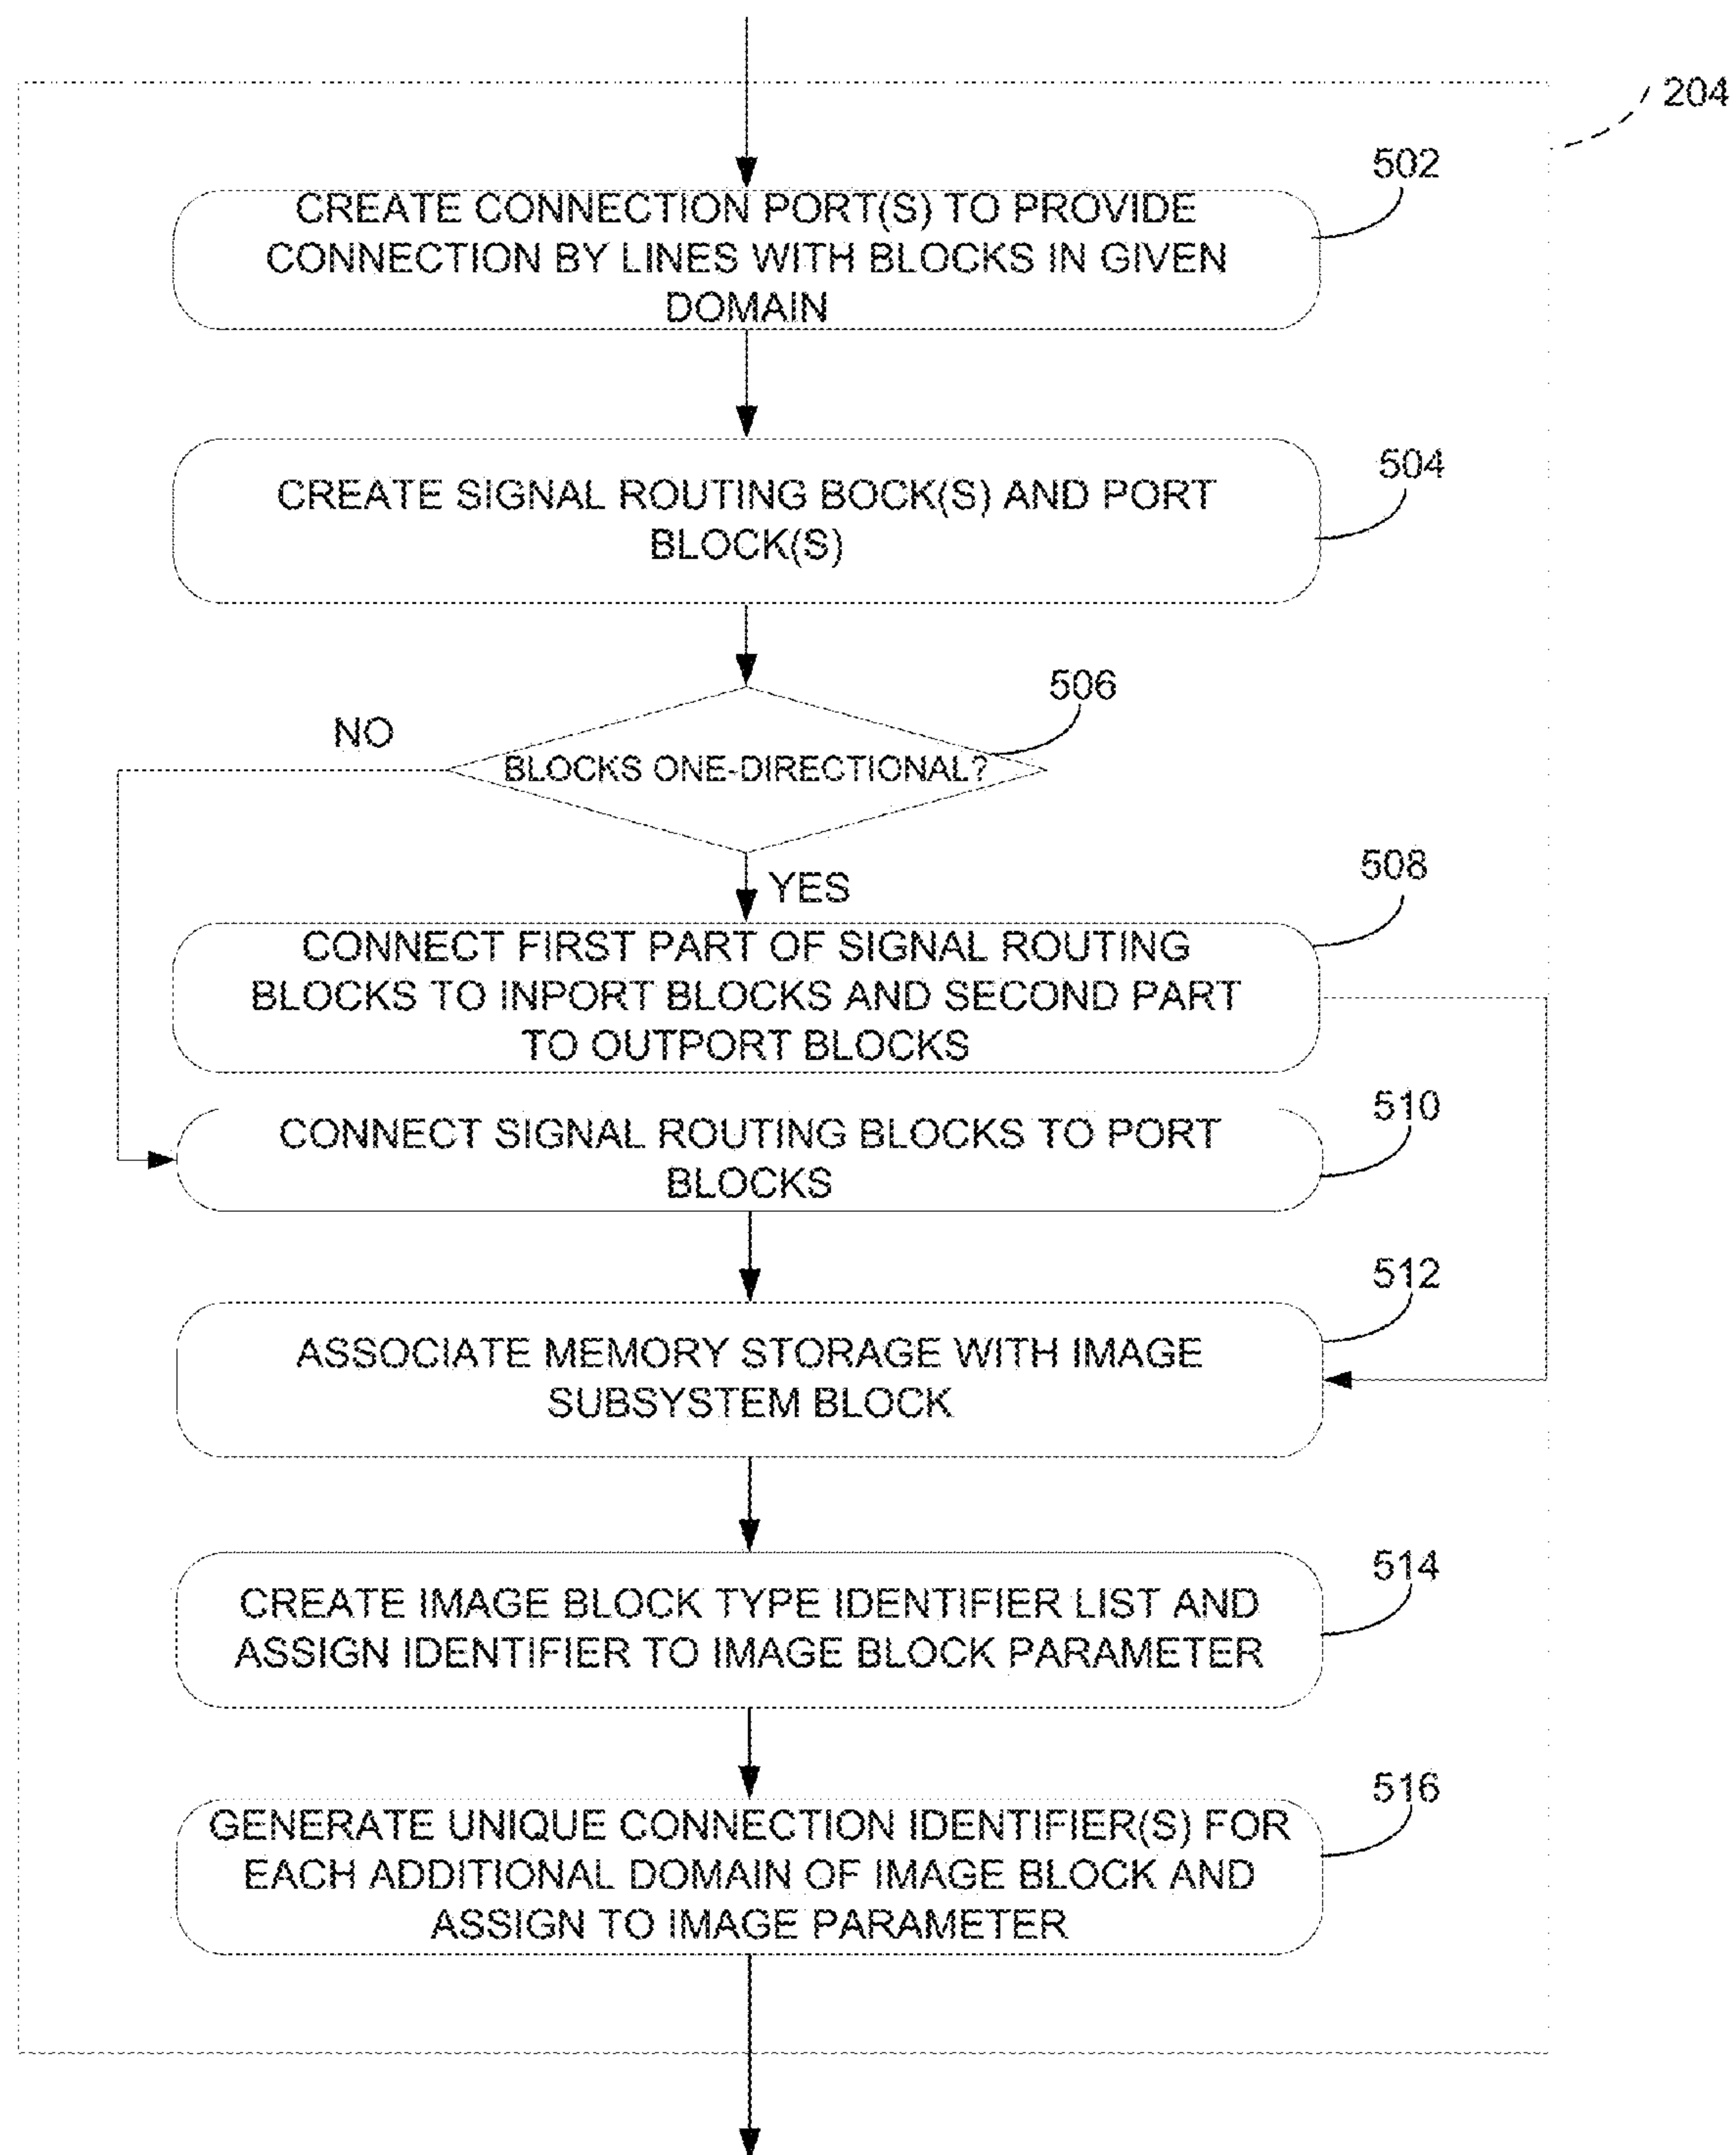 204
502
CREATE CONNECTION PORT(S) TO PROVIDE
CONNECTION BY LINES WITH BLOCKS IN GIVEN
DOMAIN
504
CREATE SIGNAL ROUTING BOCK(S) AND PORT
BLOCK(S)
506
NO
BLOCKS ONE-DIRECTIONAL?
YES
508
CONNECT FIRST PART OF SIGNAL ROUTING
BLOCKS TO INPORT BLOCKS AND SECOND PART
TO OUTPORT BLOCKS
510
CONNECT SIGNAL ROUTING BLOCKS TO PORT
BLOCKS
512
ASSOCIATE MEMORY STORAGE WITH IMAGE
SUBSYSTEM BLOCK
514
CREATE IMAGE BLOCK TYPE IDENTIFIER LIST AND
ASSIGN IDENTIFIER TO IMAGE BLOCK PARAMETER
516
GENERATE UNIQUE CONNECTION IDENTIFIER(S) FOR
EACH ADDITIONAL DOMAIN OF IMAGE BLOCK AND
ASSIGN TO IMAGE PARAMETER